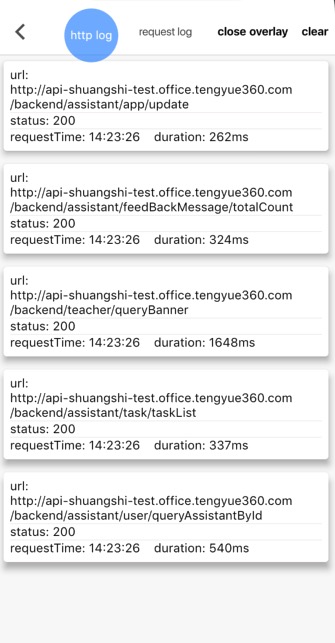 http log
request log
close overlay
clear
url:
http://api-shuangshi-test.office.tengyue360.com
/backend/assistant/app/update
status: 200
requestTime: 14:23:26 duration: 262ms
url:
http://api-shuangshi-test.office.tengyue360.com
/backend/assistant/feedBackMessage/totalCount
status: 200
requestTime: 14:23:26 duration: 324ms
url:
http://api-shuangshi-test.office.tengyue360.com
/backend/teacher/queryBanner
status: 200
requestTime: 14:23:26 duration: 1648ms
url:
http://api-shuangshi-test.office.tengyue360.com
/backend/assistant/task/taskList
status: 200
requestTime: 14:23:26 duration: 337ms
url:
http://api-shuangshi-test.office.tengyue360.com
/backend/assistant/user/queryAssistantById
status: 200
requestTime: 14:23:26 duration: 540ms